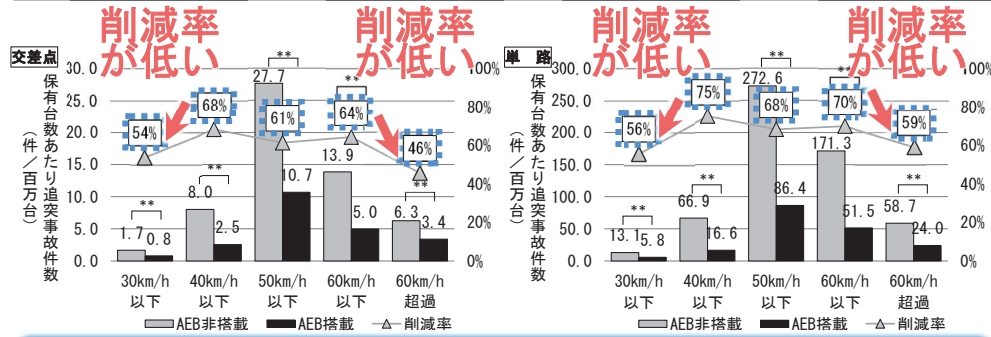 削減率
が低い
削減率
が低い
交差点
保有台数あたり追突事故件数
(件/百万台)
30.0
25.0
20.0
15.0
10.0
5.0
0.0
100%
80%
60%
40%
20%
0%
54%
68%
61%
64%
46%
**
**
**
**
**
1.7
0.8
8.0
2.5
27.7
10.7
13.9
5.0
6.3
3.4
30km/h
以下
40km/h
以下
50km/h
以下
60km/h
以下
60km/h
超過
AEB非搭載 AEB搭載 削減率
削減率
が低い
削減率
が低い
単 路
保有台数あたり追突事故件数
(件/百万台)
300.0
250.0
200.0
150.0
100.0
50.0
0.0
100%
80%
60%
40%
20%
0%
56%
75%
68%
70%
59%
**
**
**
**
**
13.1
5.8
66.9
16.6
272.6
86.4
171.3
51.5
58.7
24.0
30km/h
以下
40km/h
以下
50km/h
以下
60km/h
以下
60km/h
超過
AEB非搭載 AEB搭載 削減率